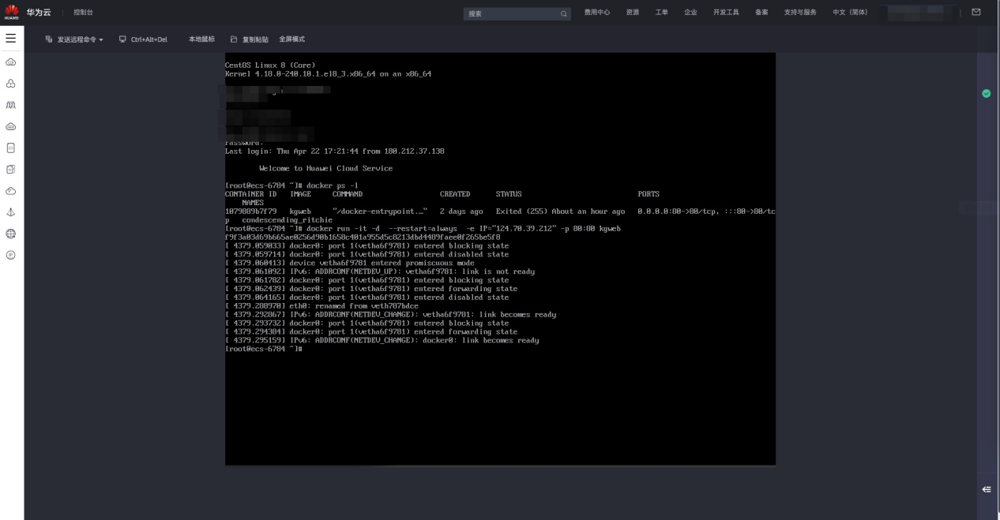 HUAWEI
华为云
控制台
搜索
费用中心
资源
工单
企业
开发工具
备案
支持与服务
中文（简体）
发送远程命令
Ctrl+Alt+Del
本地鼠标
复制粘贴
全屏模式
CentOS Linux 8 (Core)
Kernel 4.18.0-240.10.1.el8_3.x86_64 on an x86_64
Password:
Last login: Thu Apr 22 17:21:44 from 180.212.37.138
Welcome to Huawei Cloud Service
[root@ecs-6784 ~]# docker ps -l
CONTAINER ID IMAGE COMMAND CREATED STATUS PORTS
NAMES
1079889b7f79 kgweb "/docker-entrypoint.…" 2 days ago Exited (255) About an hour ago 0.0.0.0:80->80/tcp, :::80->80/tc
p condescending_ritchie
[root@ecs-6784 ~]# docker run -it -d --restart=always -e IP="124.70.39.212" -p 80:80 kgweb
f9f3a03d69b665ae0256d90b1658c401a955d5c8213dbd4489faee0f265be5f8
[ 4379.059033] docker0: port 1(vetha6f9781) entered blocking state
[ 4379.059714] docker0: port 1(vetha6f9781) entered disabled state
[ 4379.060413] device vetha6f9781 entered promiscuous mode
[ 4379.061092] IPv6: ADDRCONF(NETDEV_UP): vetha6f9781: link is not ready
[ 4379.061782] docker0: port 1(vetha6f9781) entered blocking state
[ 4379.062439] docker0: port 1(vetha6f9781) entered forwarding state
[ 4379.064165] docker0: port 1(vetha6f9781) entered disabled state
[ 4379.288970] eth0: renamed from veth787bdce
[ 4379.292867] IPv6: ADDRCONF(NETDEV_CHANGE): vetha6f9781: link becomes ready
[ 4379.293732] docker0: port 1(vetha6f9781) entered blocking state
[ 4379.294384] docker0: port 1(vetha6f9781) entered forwarding state
[ 4379.295159] IPv6: ADDRCONF(NETDEV_CHANGE): docker0: link becomes ready
[root@ecs-6784 ~]#